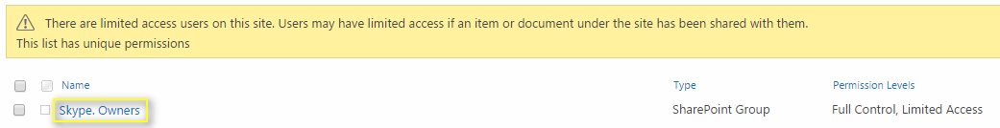 There are limited access users on this site. Users may have limited access if an item or document under the site has been shared with them.
This list has unique permissions
Name Type Permission Levels
Skype. Owners SharePoint Group Full Control, Limited Access